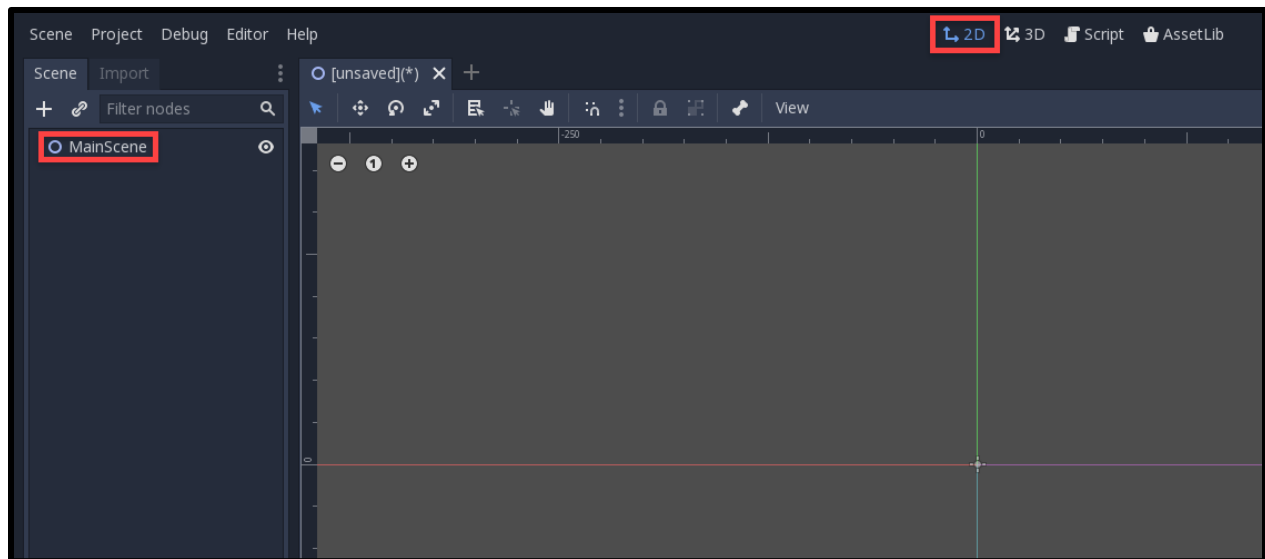 Scene Project Debug Editor Help 2D 3D Script AssetLib
Scene Import [unsaved](*)
Filter nodes View
MainScene -250 0
1
0